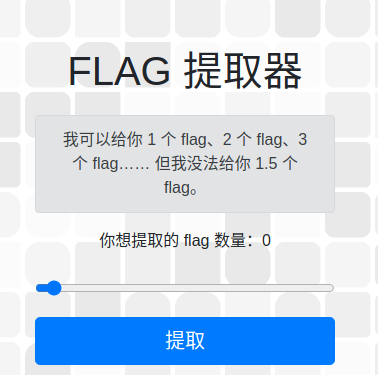 FLAG 提取器
我可以给你 1 个 flag、2 个 flag、3
个 flag…… 但我没法给你 1.5 个
flag。
你想提取的 flag 数量：0
提取